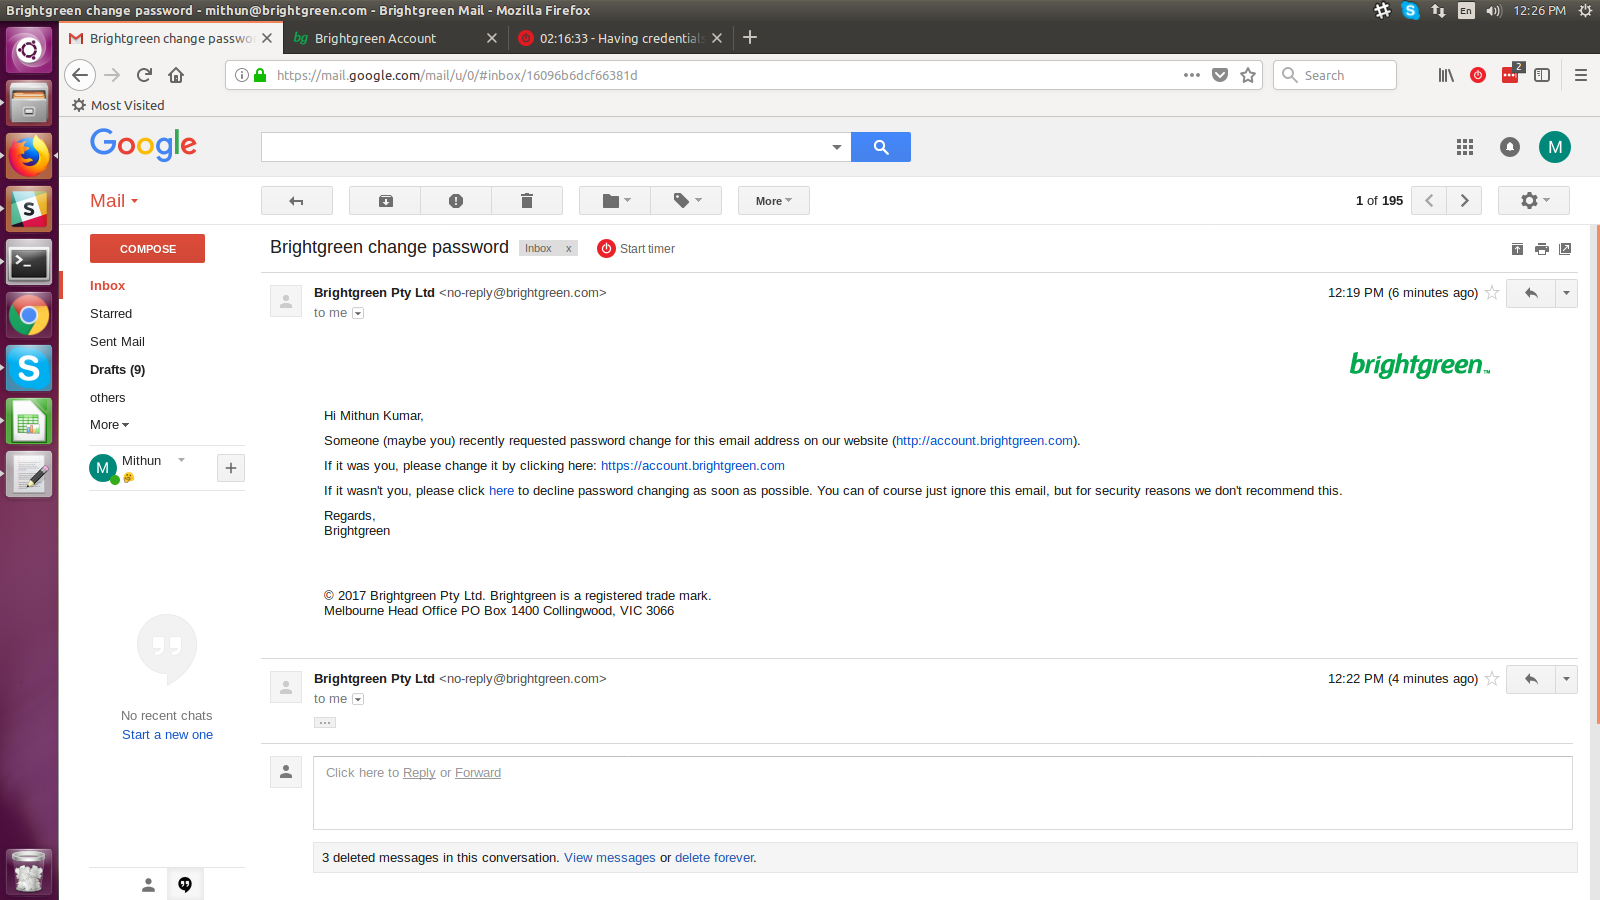 Brightgreen change password - mithun@brightgreen.com - Brightgreen Mail - Mozilla Firefox
En
12:26 PM
Brightgreen change passwo
bg Brightgreen Account
02:16:33 - Having credentials
https://mail.google.com/mail/u/0/#inbox/16096b6dcf66381d
Search
2
Most Visited
Google
M
Mail
More
1 of 195
COMPOSE
Inbox
Starred
Sent Mail
Drafts (9)
others
More
M
Mithun
No recent chats
Start a new one
Brightgreen change password
Inbox x
Start timer
Brightgreen Pty Ltd <no-reply@brightgreen.com>
12:19 PM (6 minutes ago)
to me
brightgreen™
Hi Mithun Kumar,
Someone (maybe you) recently requested password change for this email address on our website (http://account.brightgreen.com).
If it was you, please change it by clicking here: https://account.brightgreen.com
If it wasn't you, please click here to decline password changing as soon as possible. You can of course just ignore this email, but for security reasons we don't recommend this.
Regards,
Brightgreen
© 2017 Brightgreen Pty Ltd. Brightgreen is a registered trade mark.
Melbourne Head Office PO Box 1400 Collingwood, VIC 3066
Brightgreen Pty Ltd <no-reply@brightgreen.com>
12:22 PM (4 minutes ago)
to me
Click here to Reply or Forward
3 deleted messages in this conversation. View messages or delete forever.